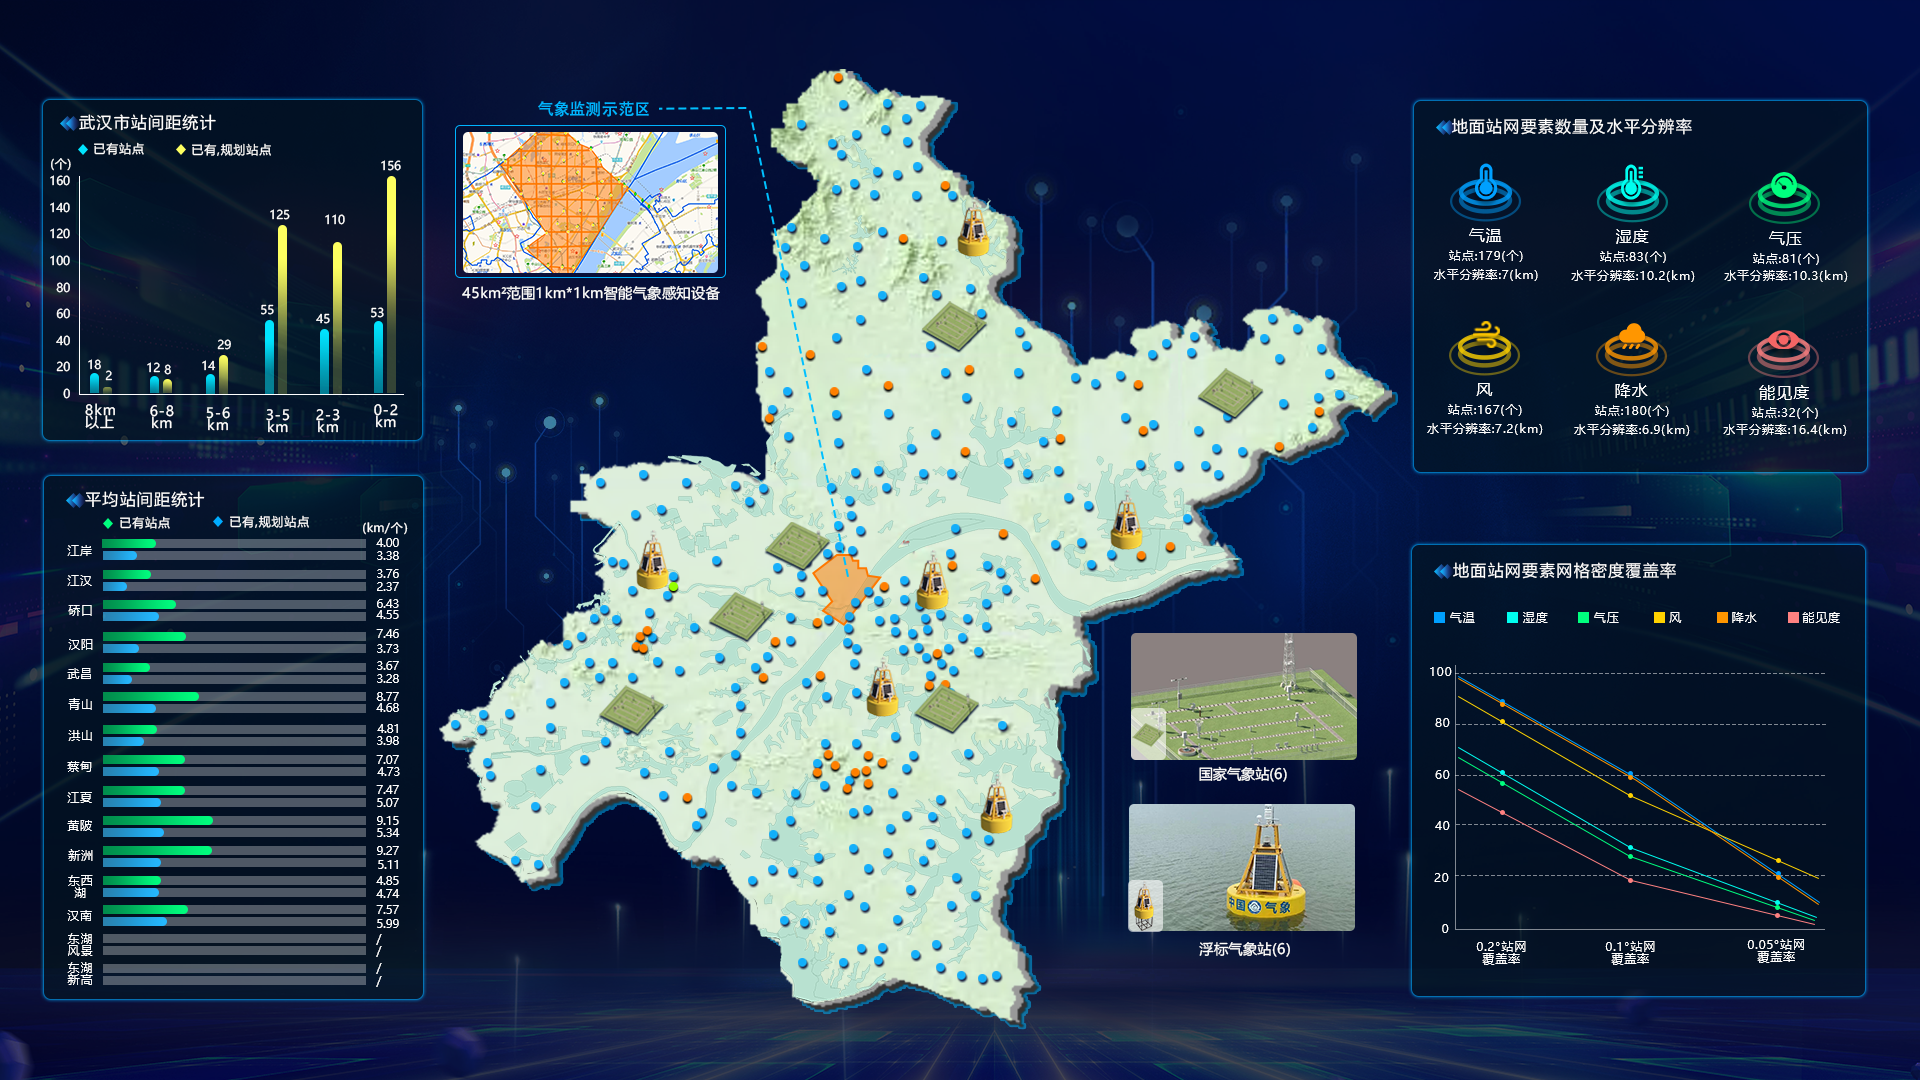 武汉市站间距统计
已有站点
已有,规划站点
(个)
160
140
120
100
80
60
40
20
0
18
2
12
8
14
29
55
125
45
110
53
156
8km
以上
6-8
km
5-6
km
3-5
km
2-3
km
0-2
km
平均站间距统计
已有站点
已有,规划站点
(km/个)
江岸
4.00
3.38
江汉
3.76
2.37
硚口
6.43
4.55
汉阳
7.46
3.73
武昌
3.67
3.28
青山
8.77
4.68
洪山
4.81
3.98
蔡甸
7.07
4.73
江夏
7.47
5.07
黄陂
9.15
5.34
新洲
9.27
5.11
东西
湖
4.85
4.74
汉南
7.57
5.99
东湖
风景
/
/
东湖
新高
/
/
气象监测示范区
45km²范围1km*1km智能气象感知设备
国家气象站(6)
中国 气象
浮标气象站(6)
地面站网要素数量及水平分辨率
气温
站点:179(个)
水平分辨率:7(km)
湿度
站点:83(个)
水平分辨率:10.2(km)
气压
站点:81(个)
水平分辨率:10.3(km)
风
站点:167(个)
水平分辨率:7.2(km)
降水
站点:180(个)
水平分辨率:6.9(km)
能见度
站点:32(个)
水平分辨率:16.4(km)
地面站网要素网格密度覆盖率
气温
湿度
气压
风
降水
能见度
100
80
60
40
20
0
0.2°站网
覆盖率
0.1°站网
覆盖率
0.05°站网
覆盖率